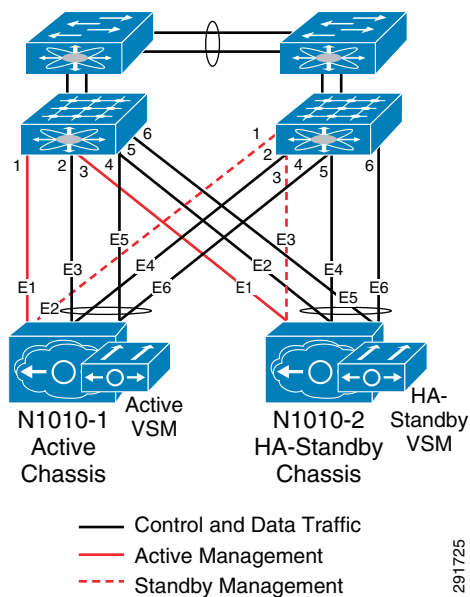 6
5
1
1
2
3
4
2
3
4
5
6
E5
E3
E3
E4
E2
E4
E1
E2
E6
E1
E5
E6
N1010-1
Active
Chassis
Active
VSM
N1010-2
HA-Standby
Chassis
HA-
Standby
VSM
Control and Data Traffic
Active Management
Standby Management
291725